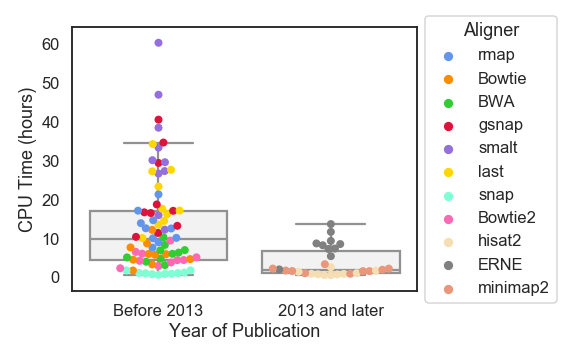 Aligner
rmap
Bowtie
BWA
gsnap
smalt
last
snap
Bowtie2
hisat2
ERNE
minimap2
CPU Time (hours)
60
50
40
30
20
10
0
Before 2013
2013 and later
Year of Publication